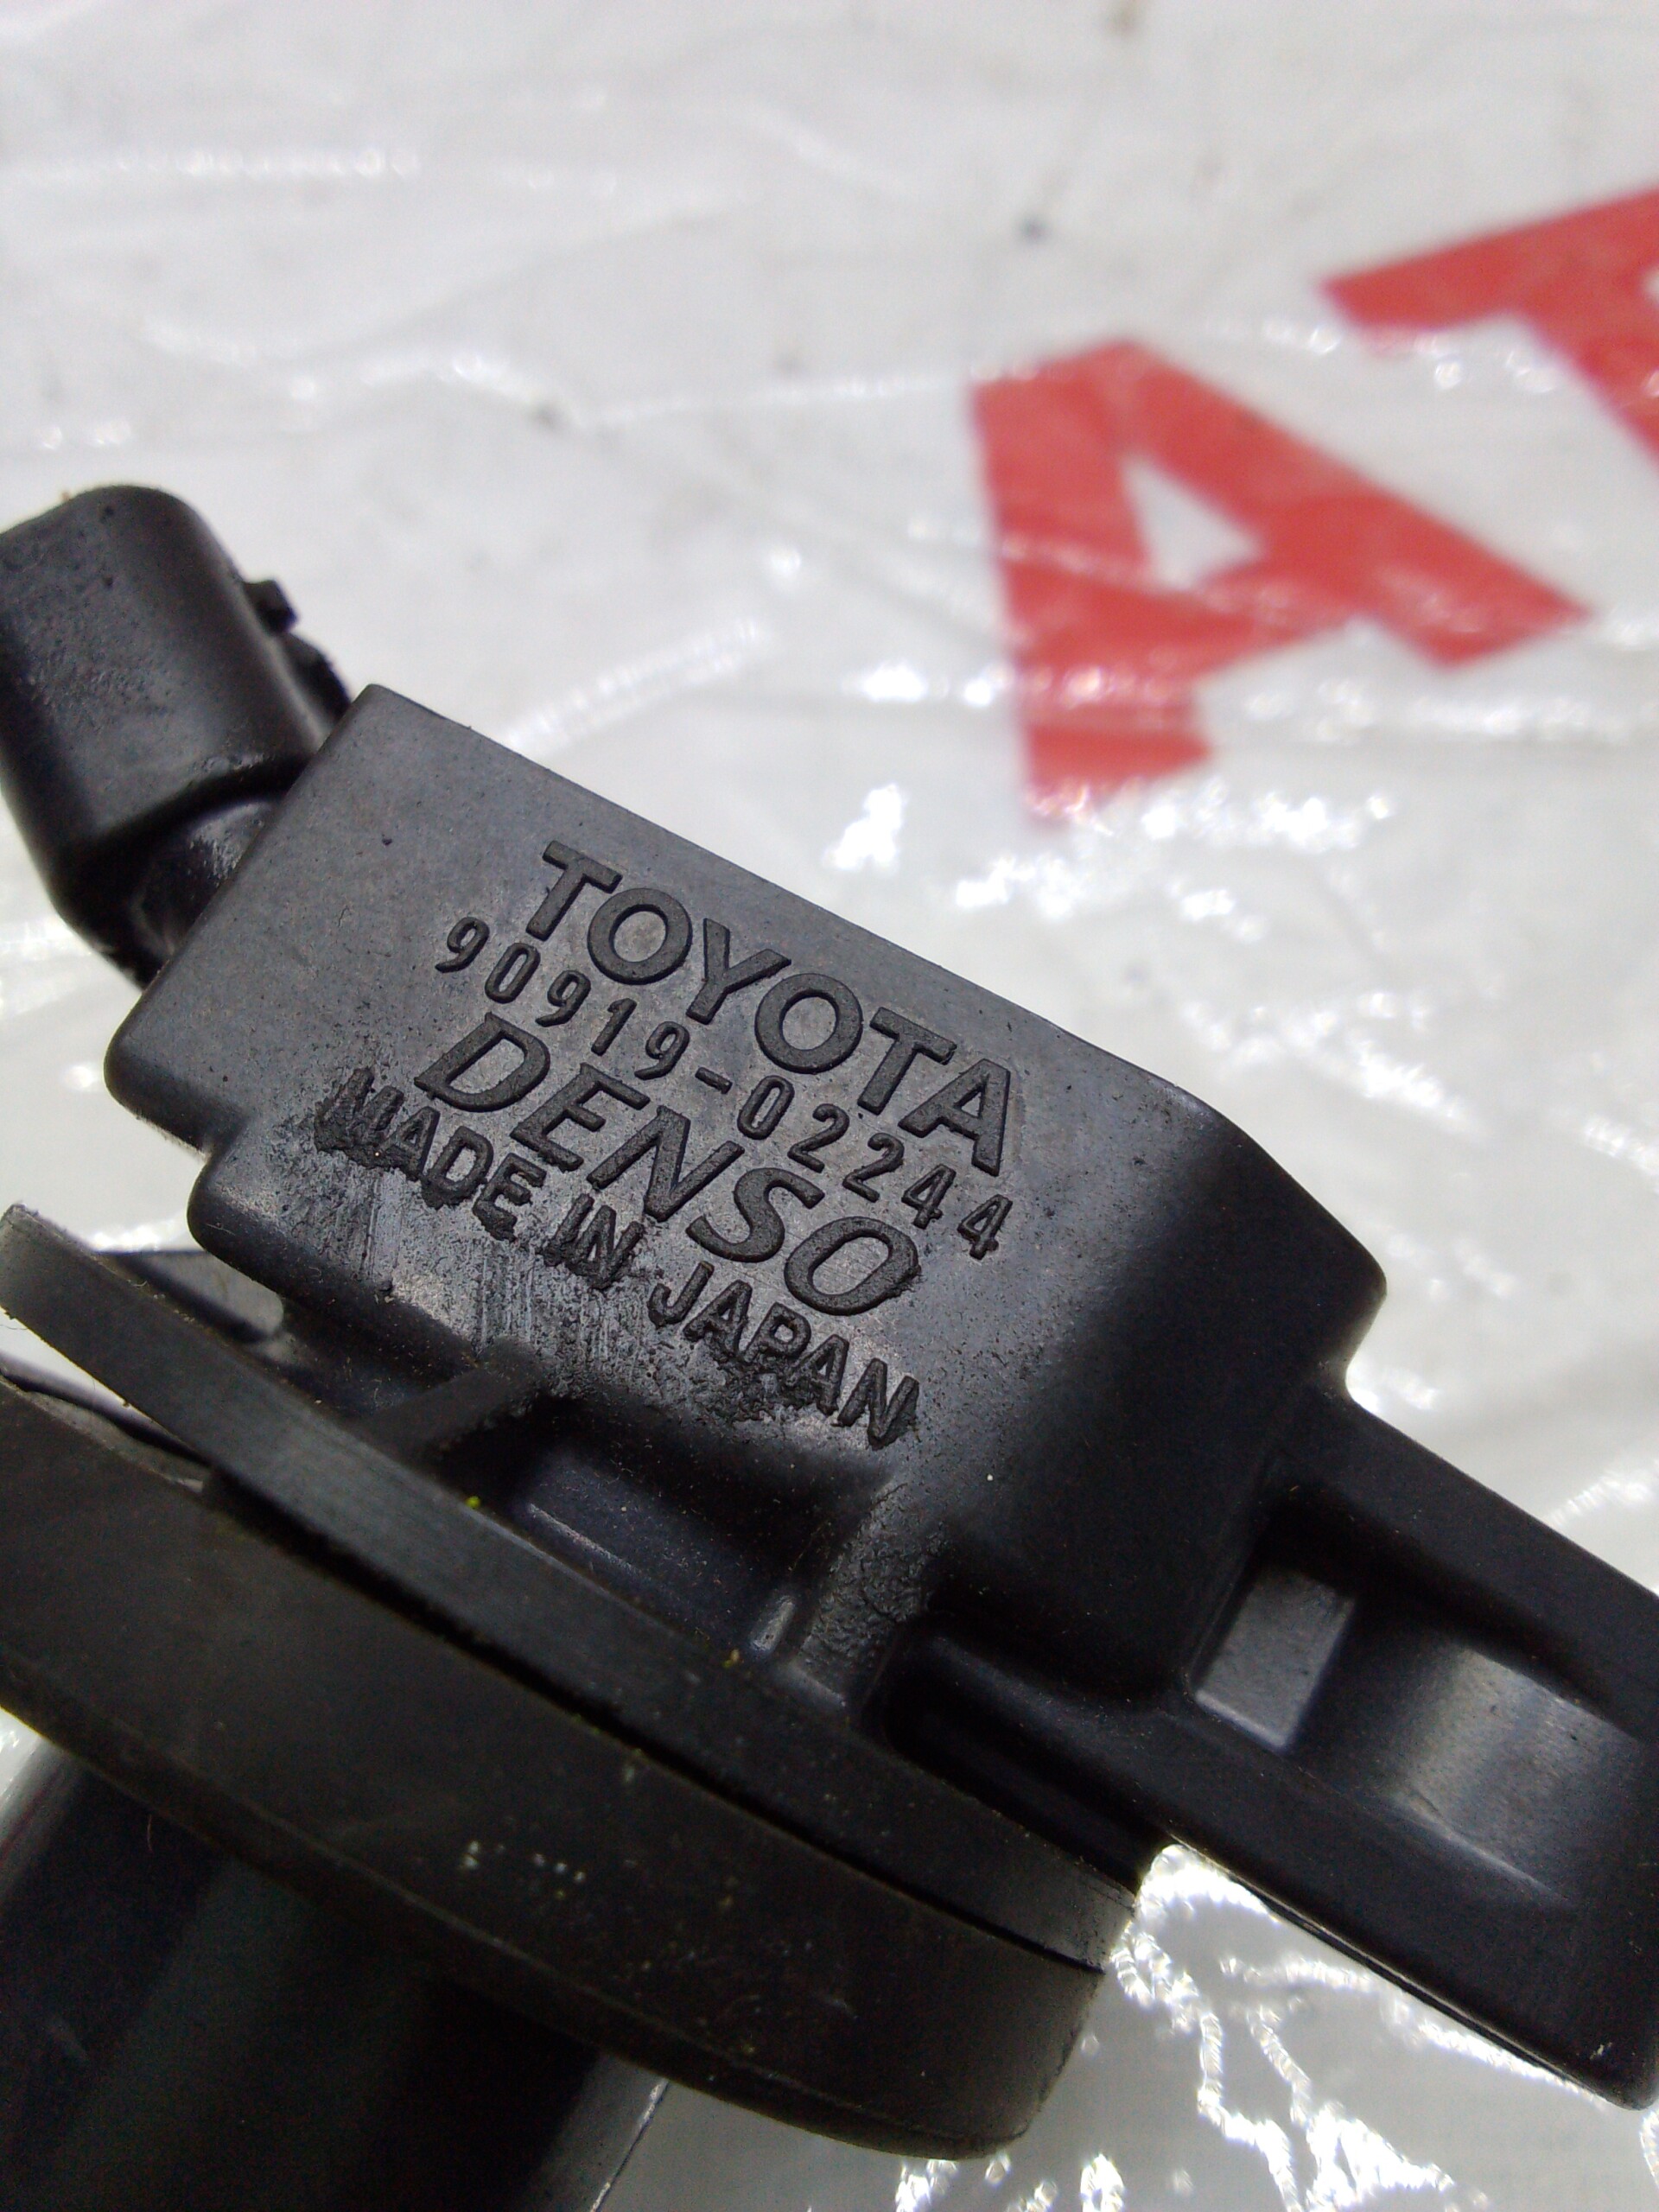 TOYOTA
90919-02244
DENSO
MADE IN JAPAN
A